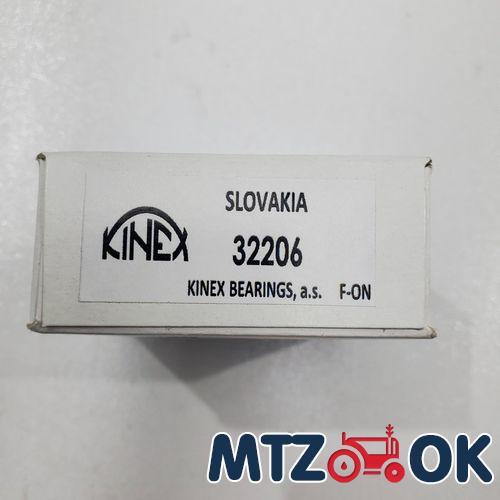 SLOVAKIA
KINEX
32206
KINEX BEARINGS, a.s. F-ON
MTZ OK